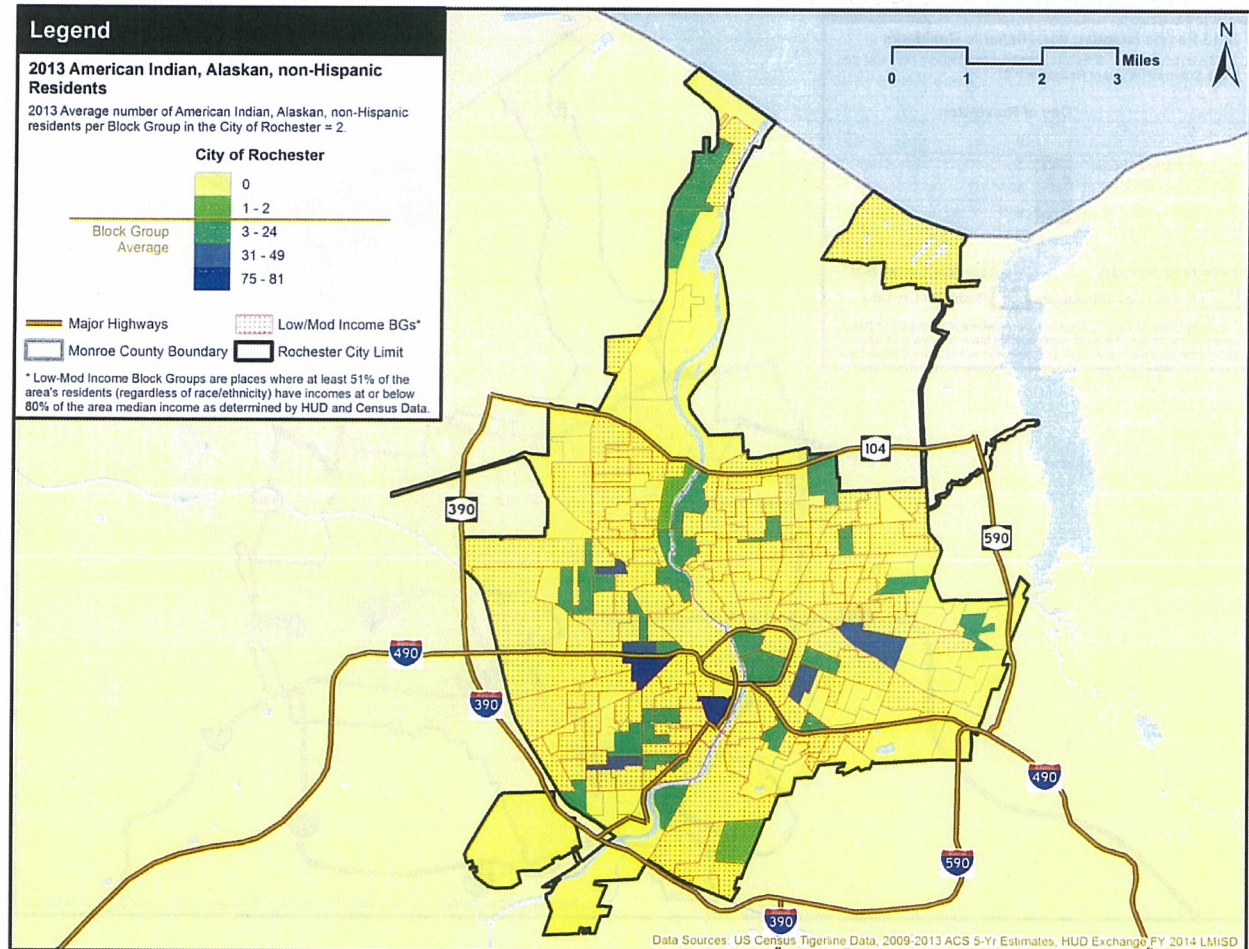 Legend
2013 American Indian, Alaskan, non-Hispanic
Residents
2013 Average number of American Indian, Alaskan, non-Hispanic
residents per Block Group in the City of Rochester = 2.
City of Rochester
0
1 - 2
Block Group
Average
3 - 24
31 - 49
75 - 81
Major Highways
Low/Mod Income BGs*
Monroe County Boundary
Rochester City Limit
* Low-Mod Income Block Groups are places where at least 51% of the
area's residents (regardless of race/ethnicity) have incomes at or below
80% of the area median income as determined by HUD and Census Data.
N
Miles
0 1 2 3
104
390
590
490
390
490
590
390
Data Sources: US Census Tigerline Data, 2009-2013 ACS 5-Yr Estimates, HUD Exchange FY 2014 LMISD